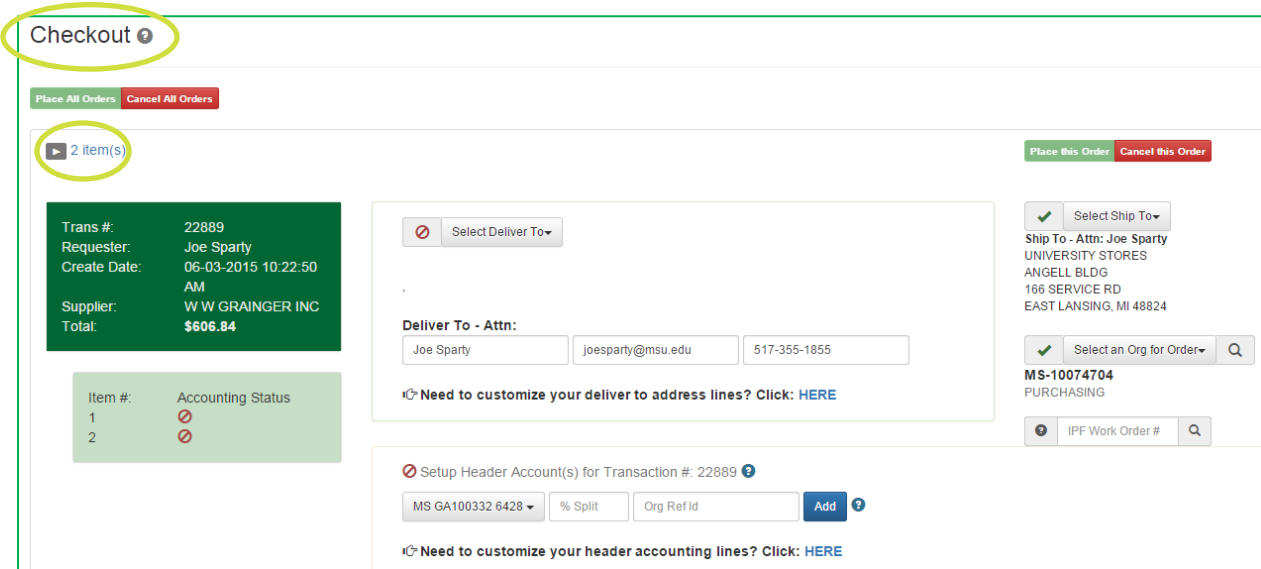 Checkout
Place All Orders Cancel All Orders
2 item(s)
Place this Order Cancel this Order
Trans #: 22889
Requester: Joe Sparty
Create Date: 06-03-2015 10:22:50
AM
Supplier: W W GRAINGER INC
Total: $606.84
Item #: Accounting Status
1
2
Select Deliver To
,
Deliver To - Attn:
Joe Sparty joesparty@msu.edu 517-355-1855
Need to customize your deliver to address lines? Click: HERE
Setup Header Account(s) for Transaction #: 22889
MS GA100332 6428 % Split Org Ref Id Add
Need to customize your header accounting lines? Click: HERE
Select Ship To
Ship To - Attn: Joe Sparty
UNIVERSITY STORES
ANGELL BLDG
166 SERVICE RD
EAST LANSING, MI 48824
Select an Org for Order
MS-10074704
PURCHASING
IPF Work Order #